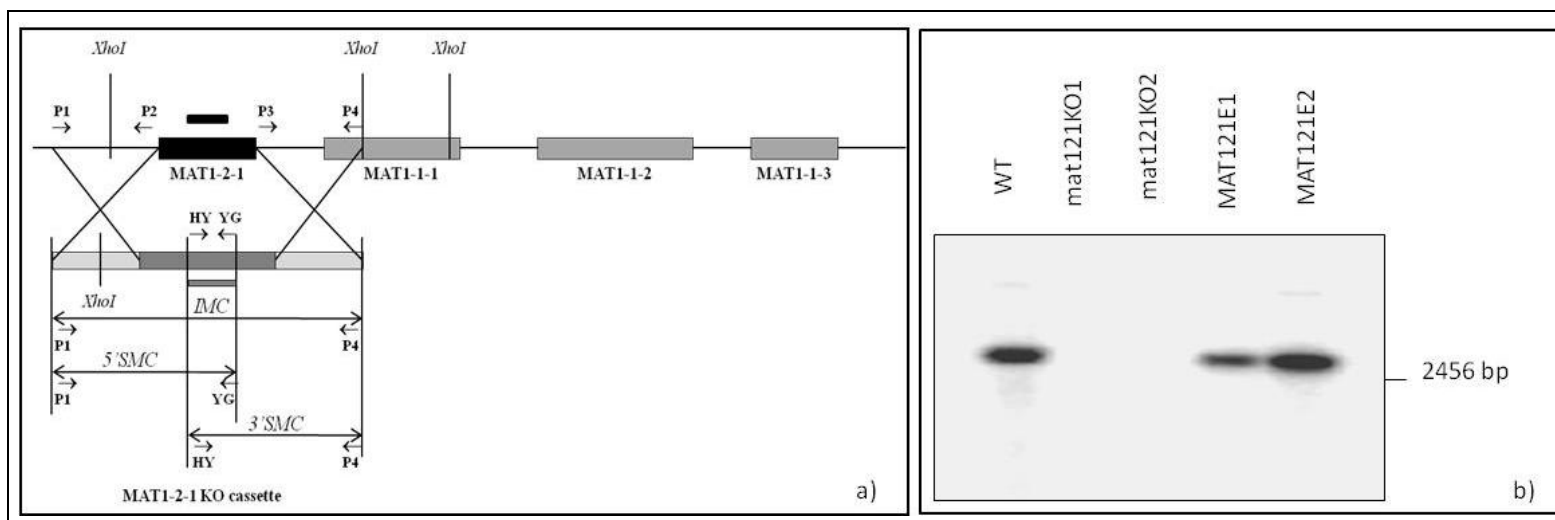 XhoI XhoI XhoI
P1 P2 P3 P4
MAT1-2-1 MAT1-1-1 MAT1-1-2 MAT1-1-3
HY YG
XhoI
IMC
P1 P4
5'SMC
P1 YG
3'SMC
HY P4
MAT1-2-1 KO cassette
a)
WT
mat121KO1
mat121KO2
MAT121E1
MAT121E2
2456 bp
b)